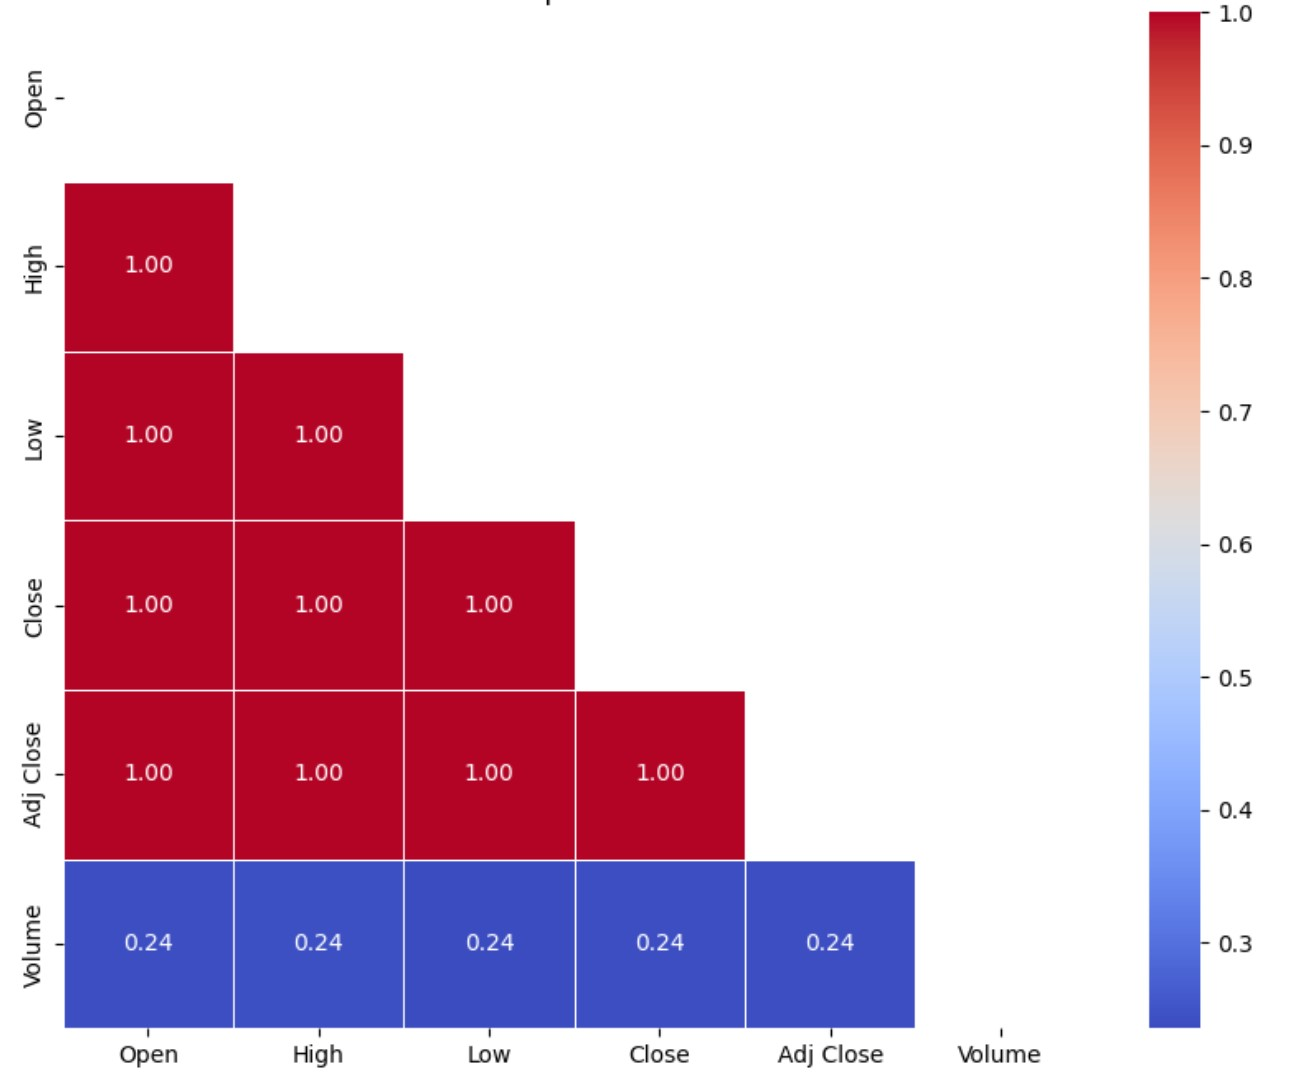 1.0
Open
0.9
High
1.00
0.8
Low
1.00 1.00
0.7
0.6
Close
1.00 1.00 1.00
0.5
Adj Close
1.00 1.00 1.00 1.00
0.4
Volume
0.24 0.24 0.24 0.24 0.24
0.3
Open High Low Close Adj Close Volume